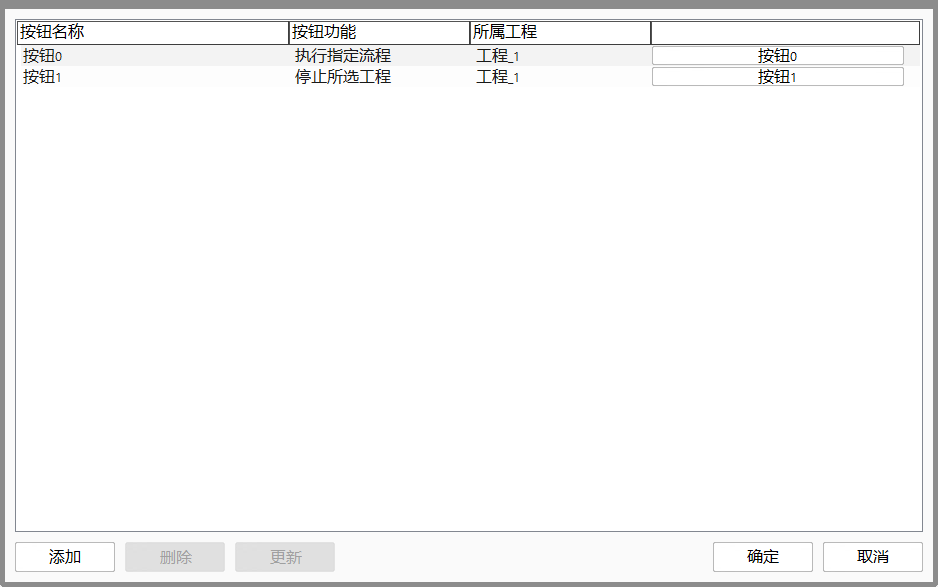 按钮名称 按钮功能 所属工程
按钮0 执行指定流程 工程_1 按钮0
按钮1 停止所选工程 工程_1 按钮1
添加 删除 更新 确定 取消